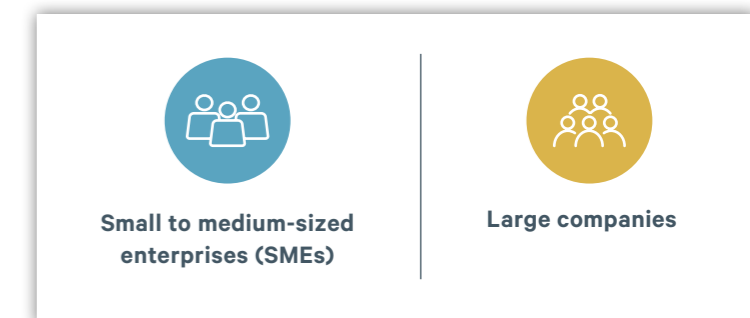 Small to medium-sized
enterprises (SMEs)
Large companies